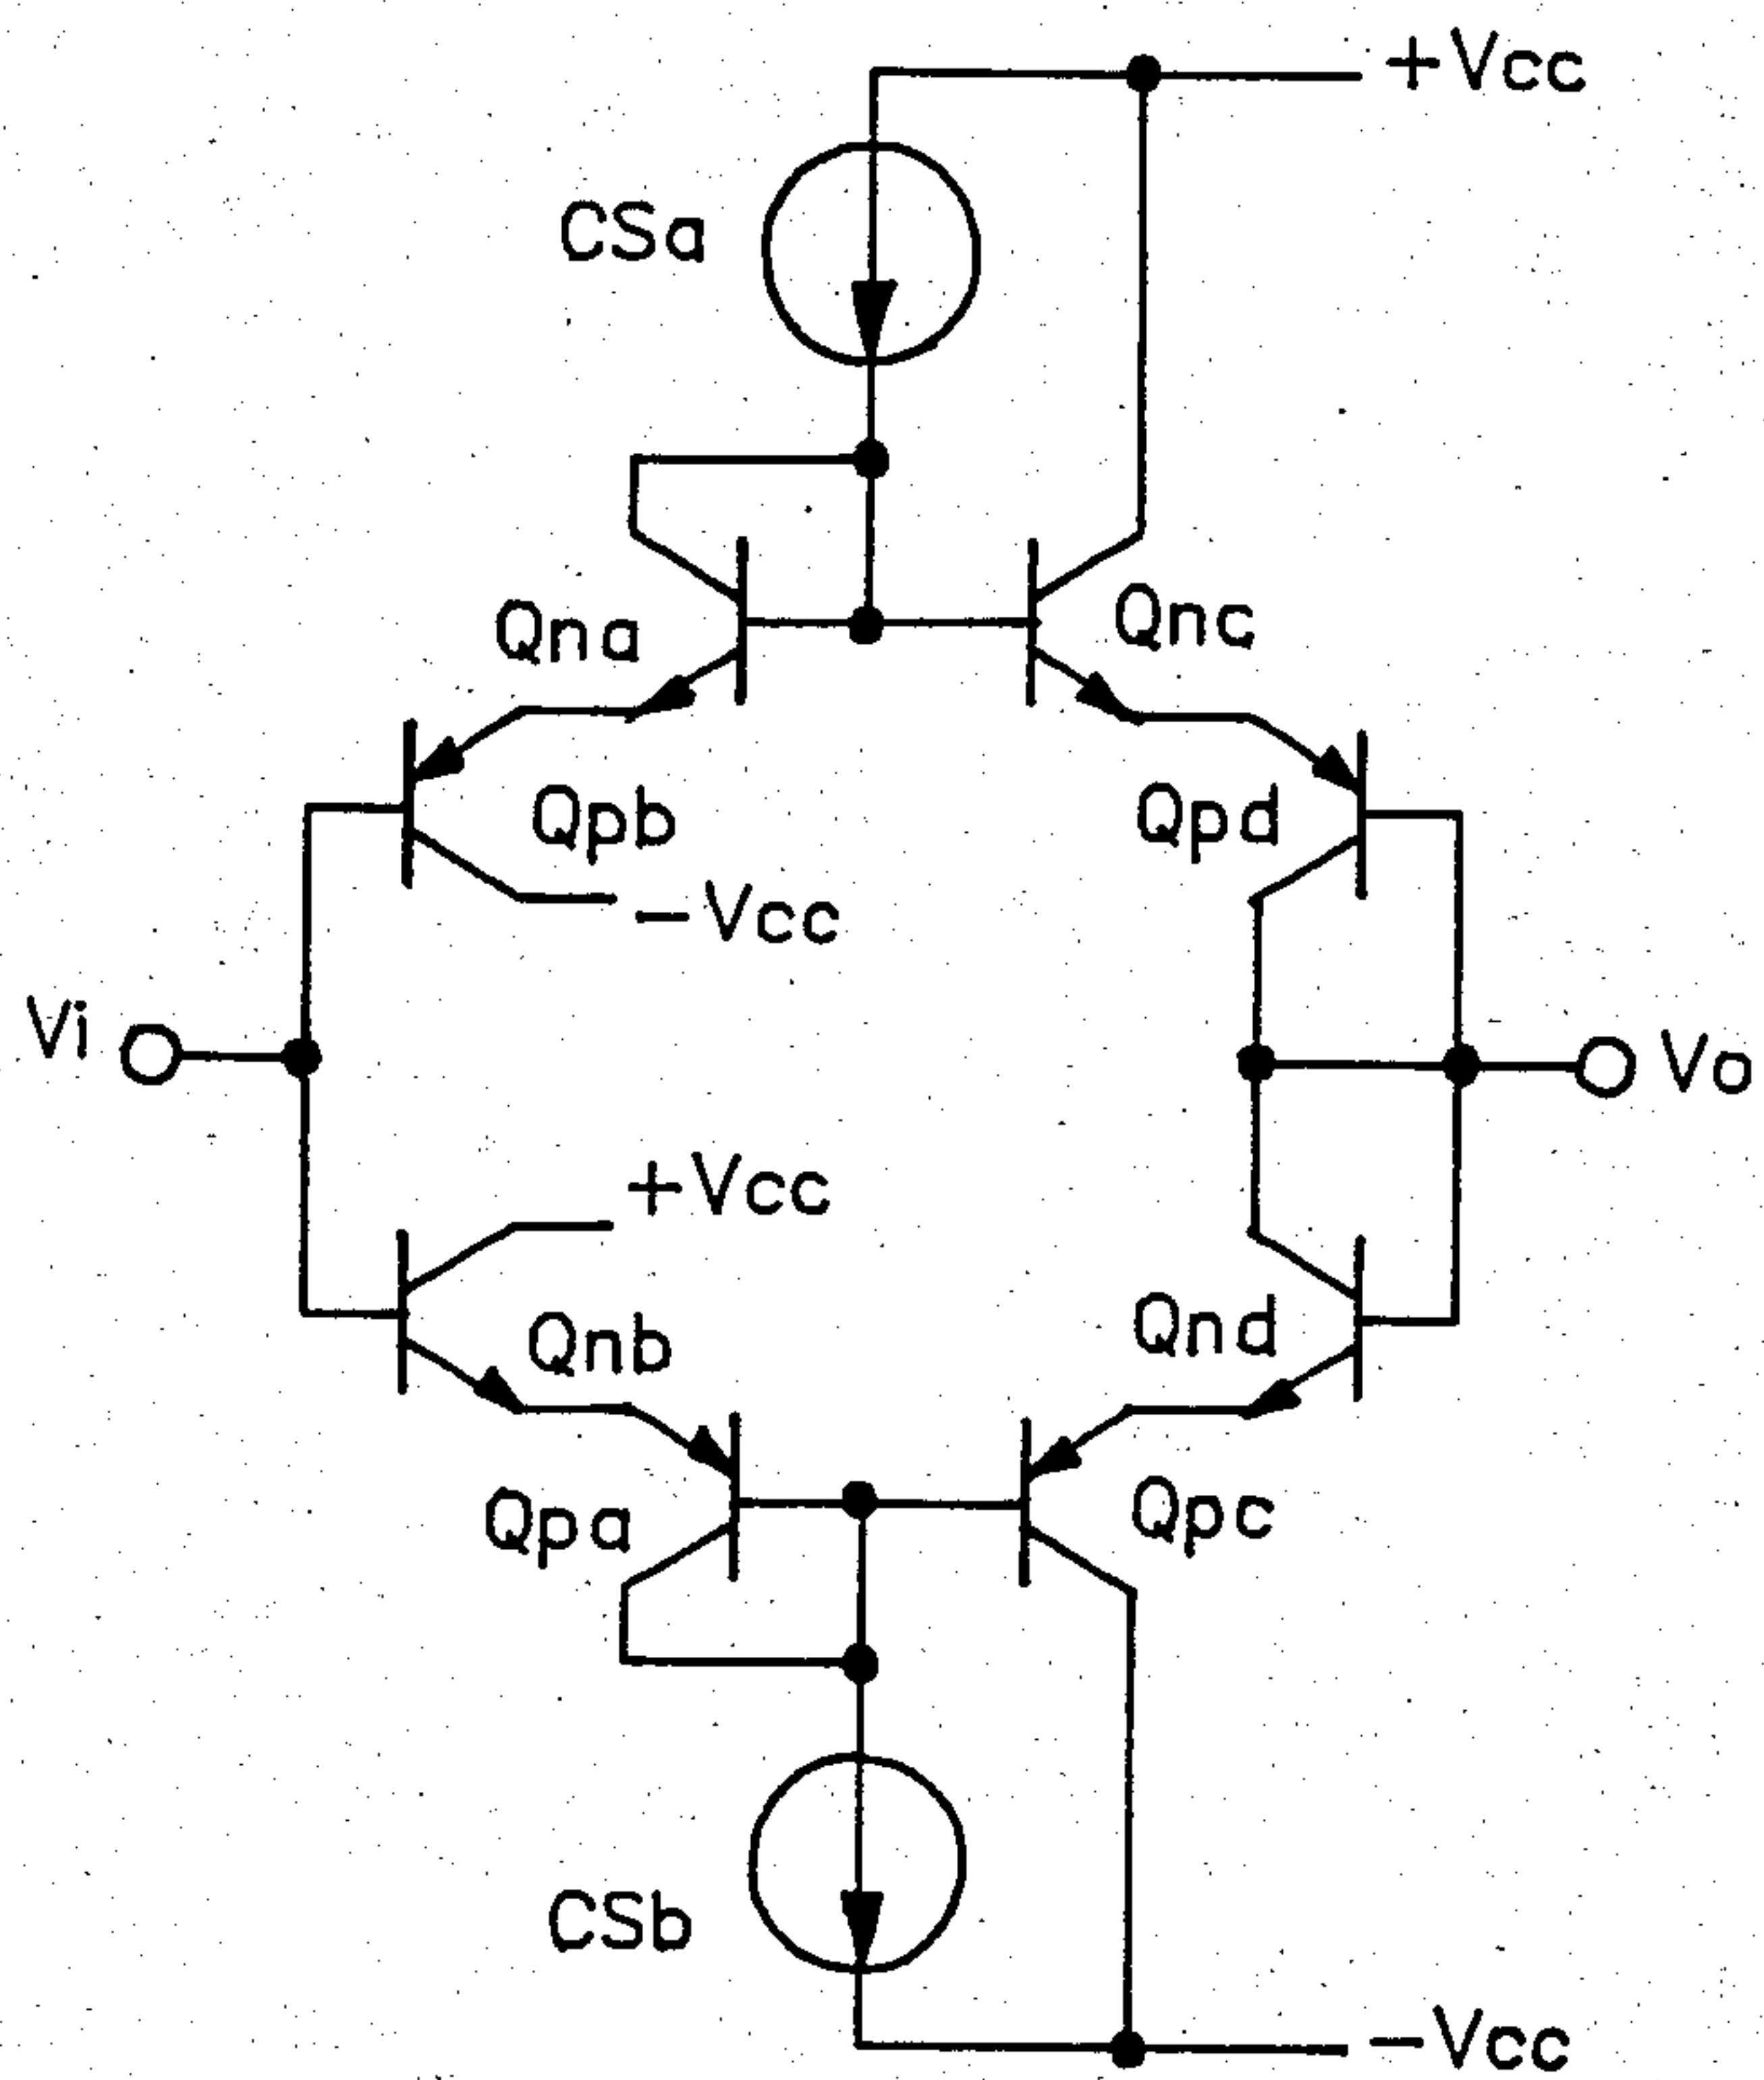 +Vcc
CSa
Qna
Qnc
Qpb
Qpd
-Vcc
Vi
Vo
+Vcc
Qnb
Qnd
Qpa
Qpc
CSb
-Vcc